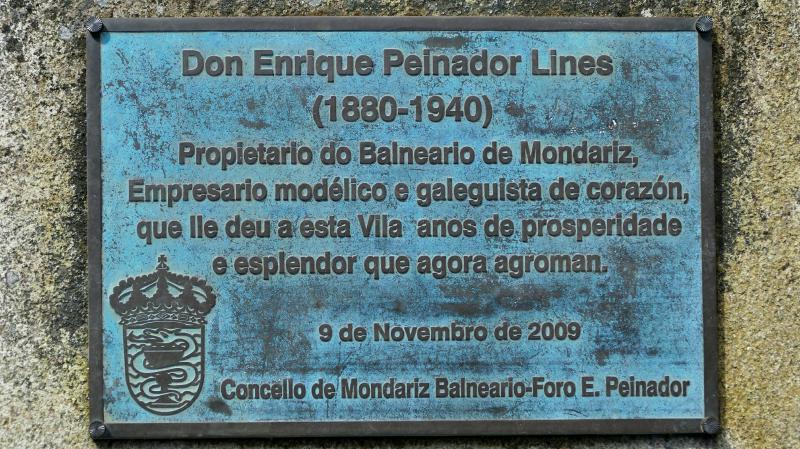 Don Enrique Peinador Lines
(1880-1940)
Propietario do Balneario de Mondariz,
Empresario modélico e galeguista de corazón,
que lle deu a esta Vila anos de prosperidade
e esplendor que agora agroman.
9 de Novembro de 2009
Concello de Mondariz Balneario-Foro E. Peinador